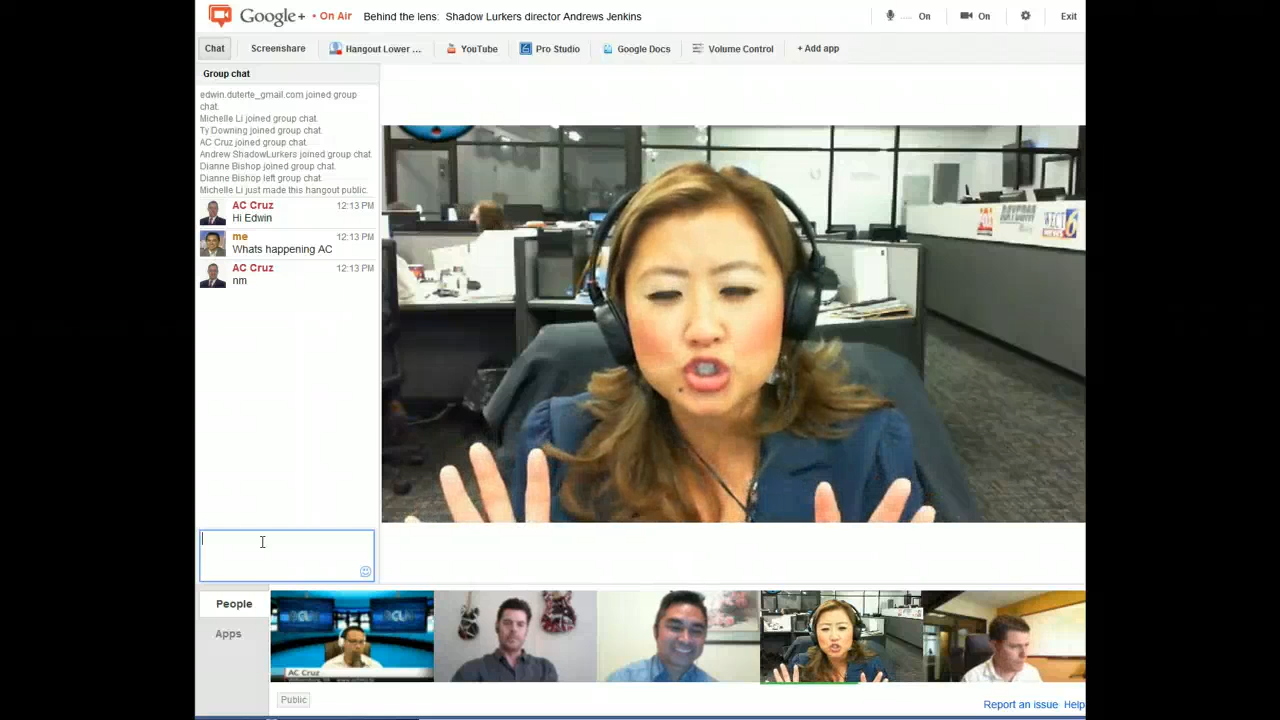 Google+ • On Air Behind the lens: Shadow Lurkers director Andrews Jenkins On On Exit
Chat Screenshare Hangout Lower ... YouTube Pro Studio Google Docs Volume Control + Add app
Group chat
edwin.duterte_gmail.com joined group
chat.
Michelle Li joined group chat.
Ty Downing joined group chat.
AC Cruz joined group chat.
Andrew ShadowLurkers joined group chat.
Dianne Bishop joined group chat.
Dianne Bishop left group chat.
Michelle Li just made this hangout public.
AC Cruz 12:13 PM
Hi Edwin
me 12:13 PM
Whats happening AC
AC Cruz 12:13 PM
nm
RAYCOM
WECT
NEWS 6
People
Apps
AC Cruz
Public
Report an issue Help